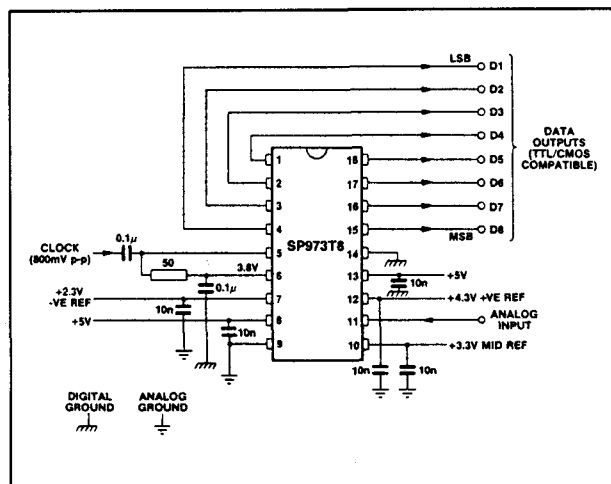 LSB D1
D2
D3
D4
DATA
OUTPUTS
(TTL/CMOS
COMPATIBLE)
D5
D6
D7
MSB D8
1 18
2 17
3 16
4 15
5 14
6 13
7 12
8 11
9 10
SP973T8
CLOCK
(800mV p-p)
0.1μ
50
3.8V
0.1μ
+2.3V
-VE REF
10n
+5V
10n
+5V
10n
+4.3V +VE REF
ANALOG
INPUT
+3.3V MID REF
10n
10n
DIGITAL
GROUND
ANALOG
GROUND